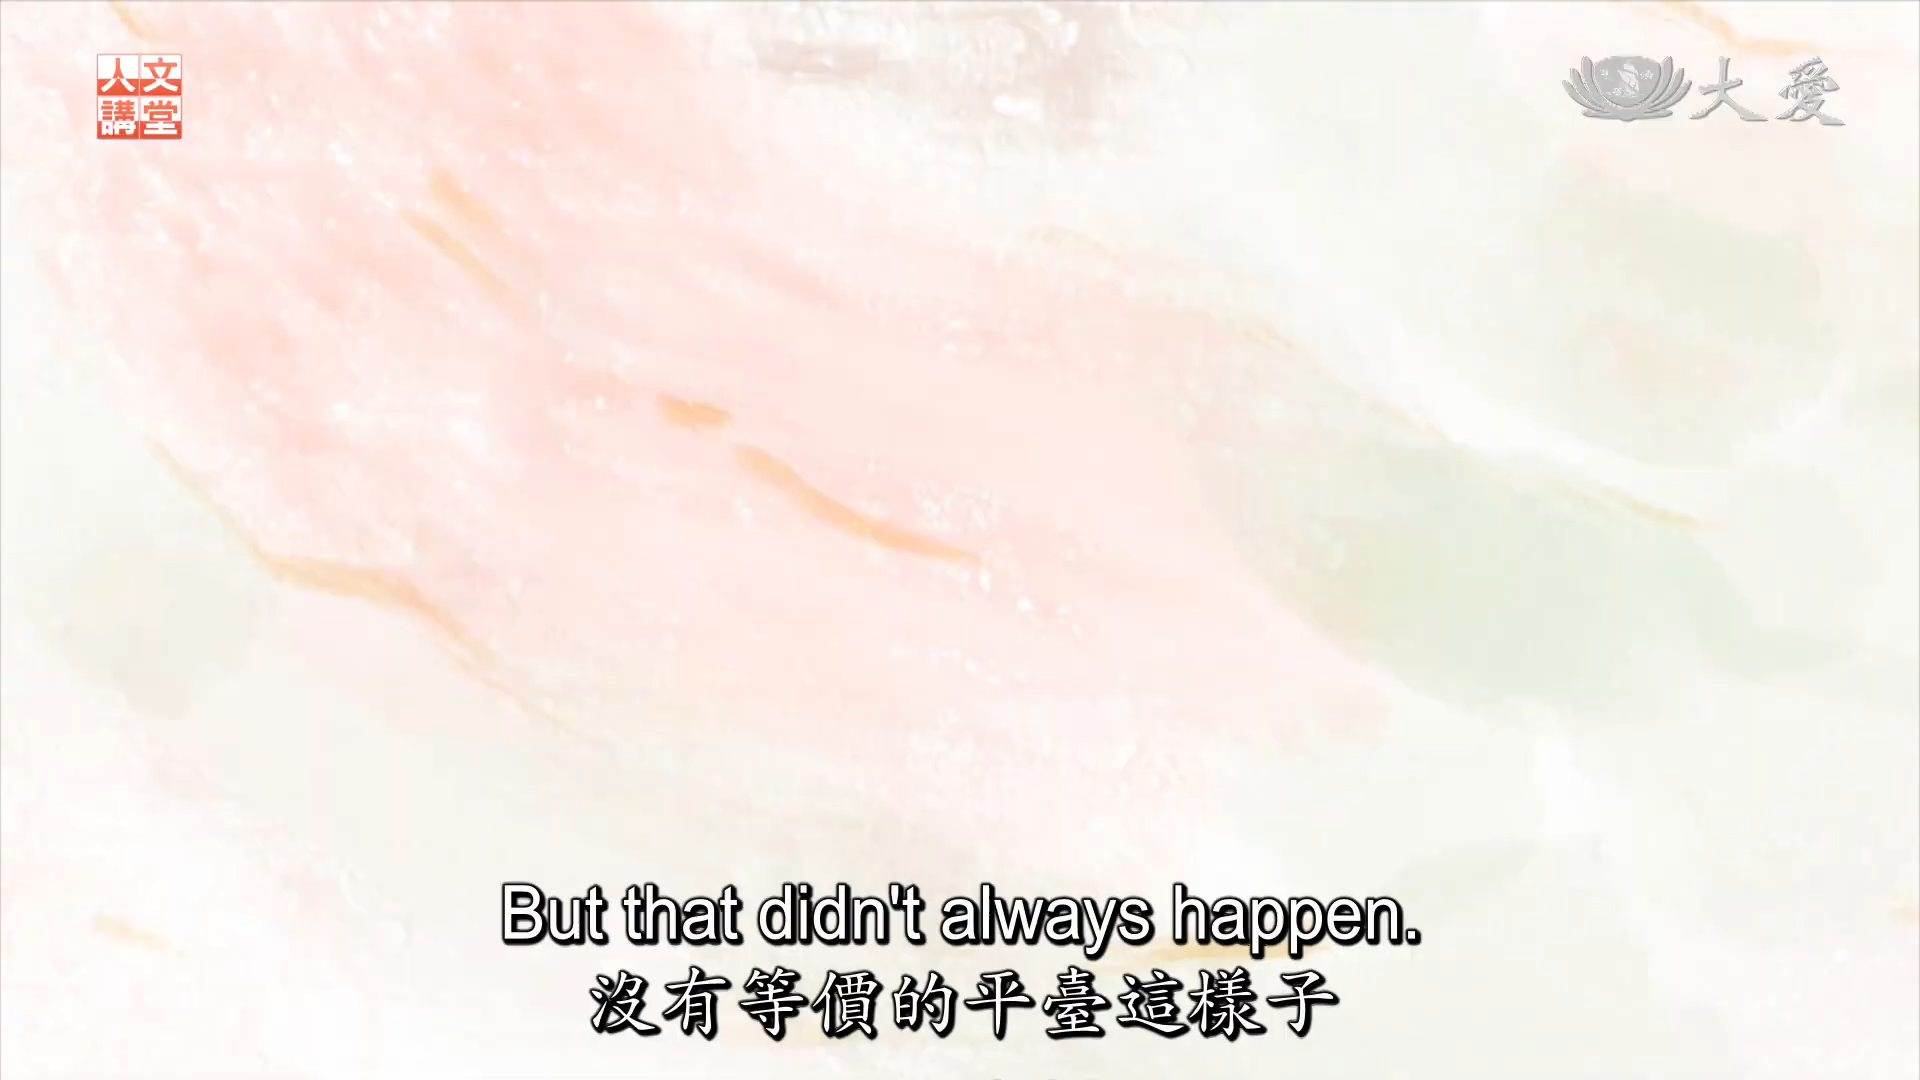 人文
講堂
大愛
But that didn't always happen.
沒有等價的平臺這樣子